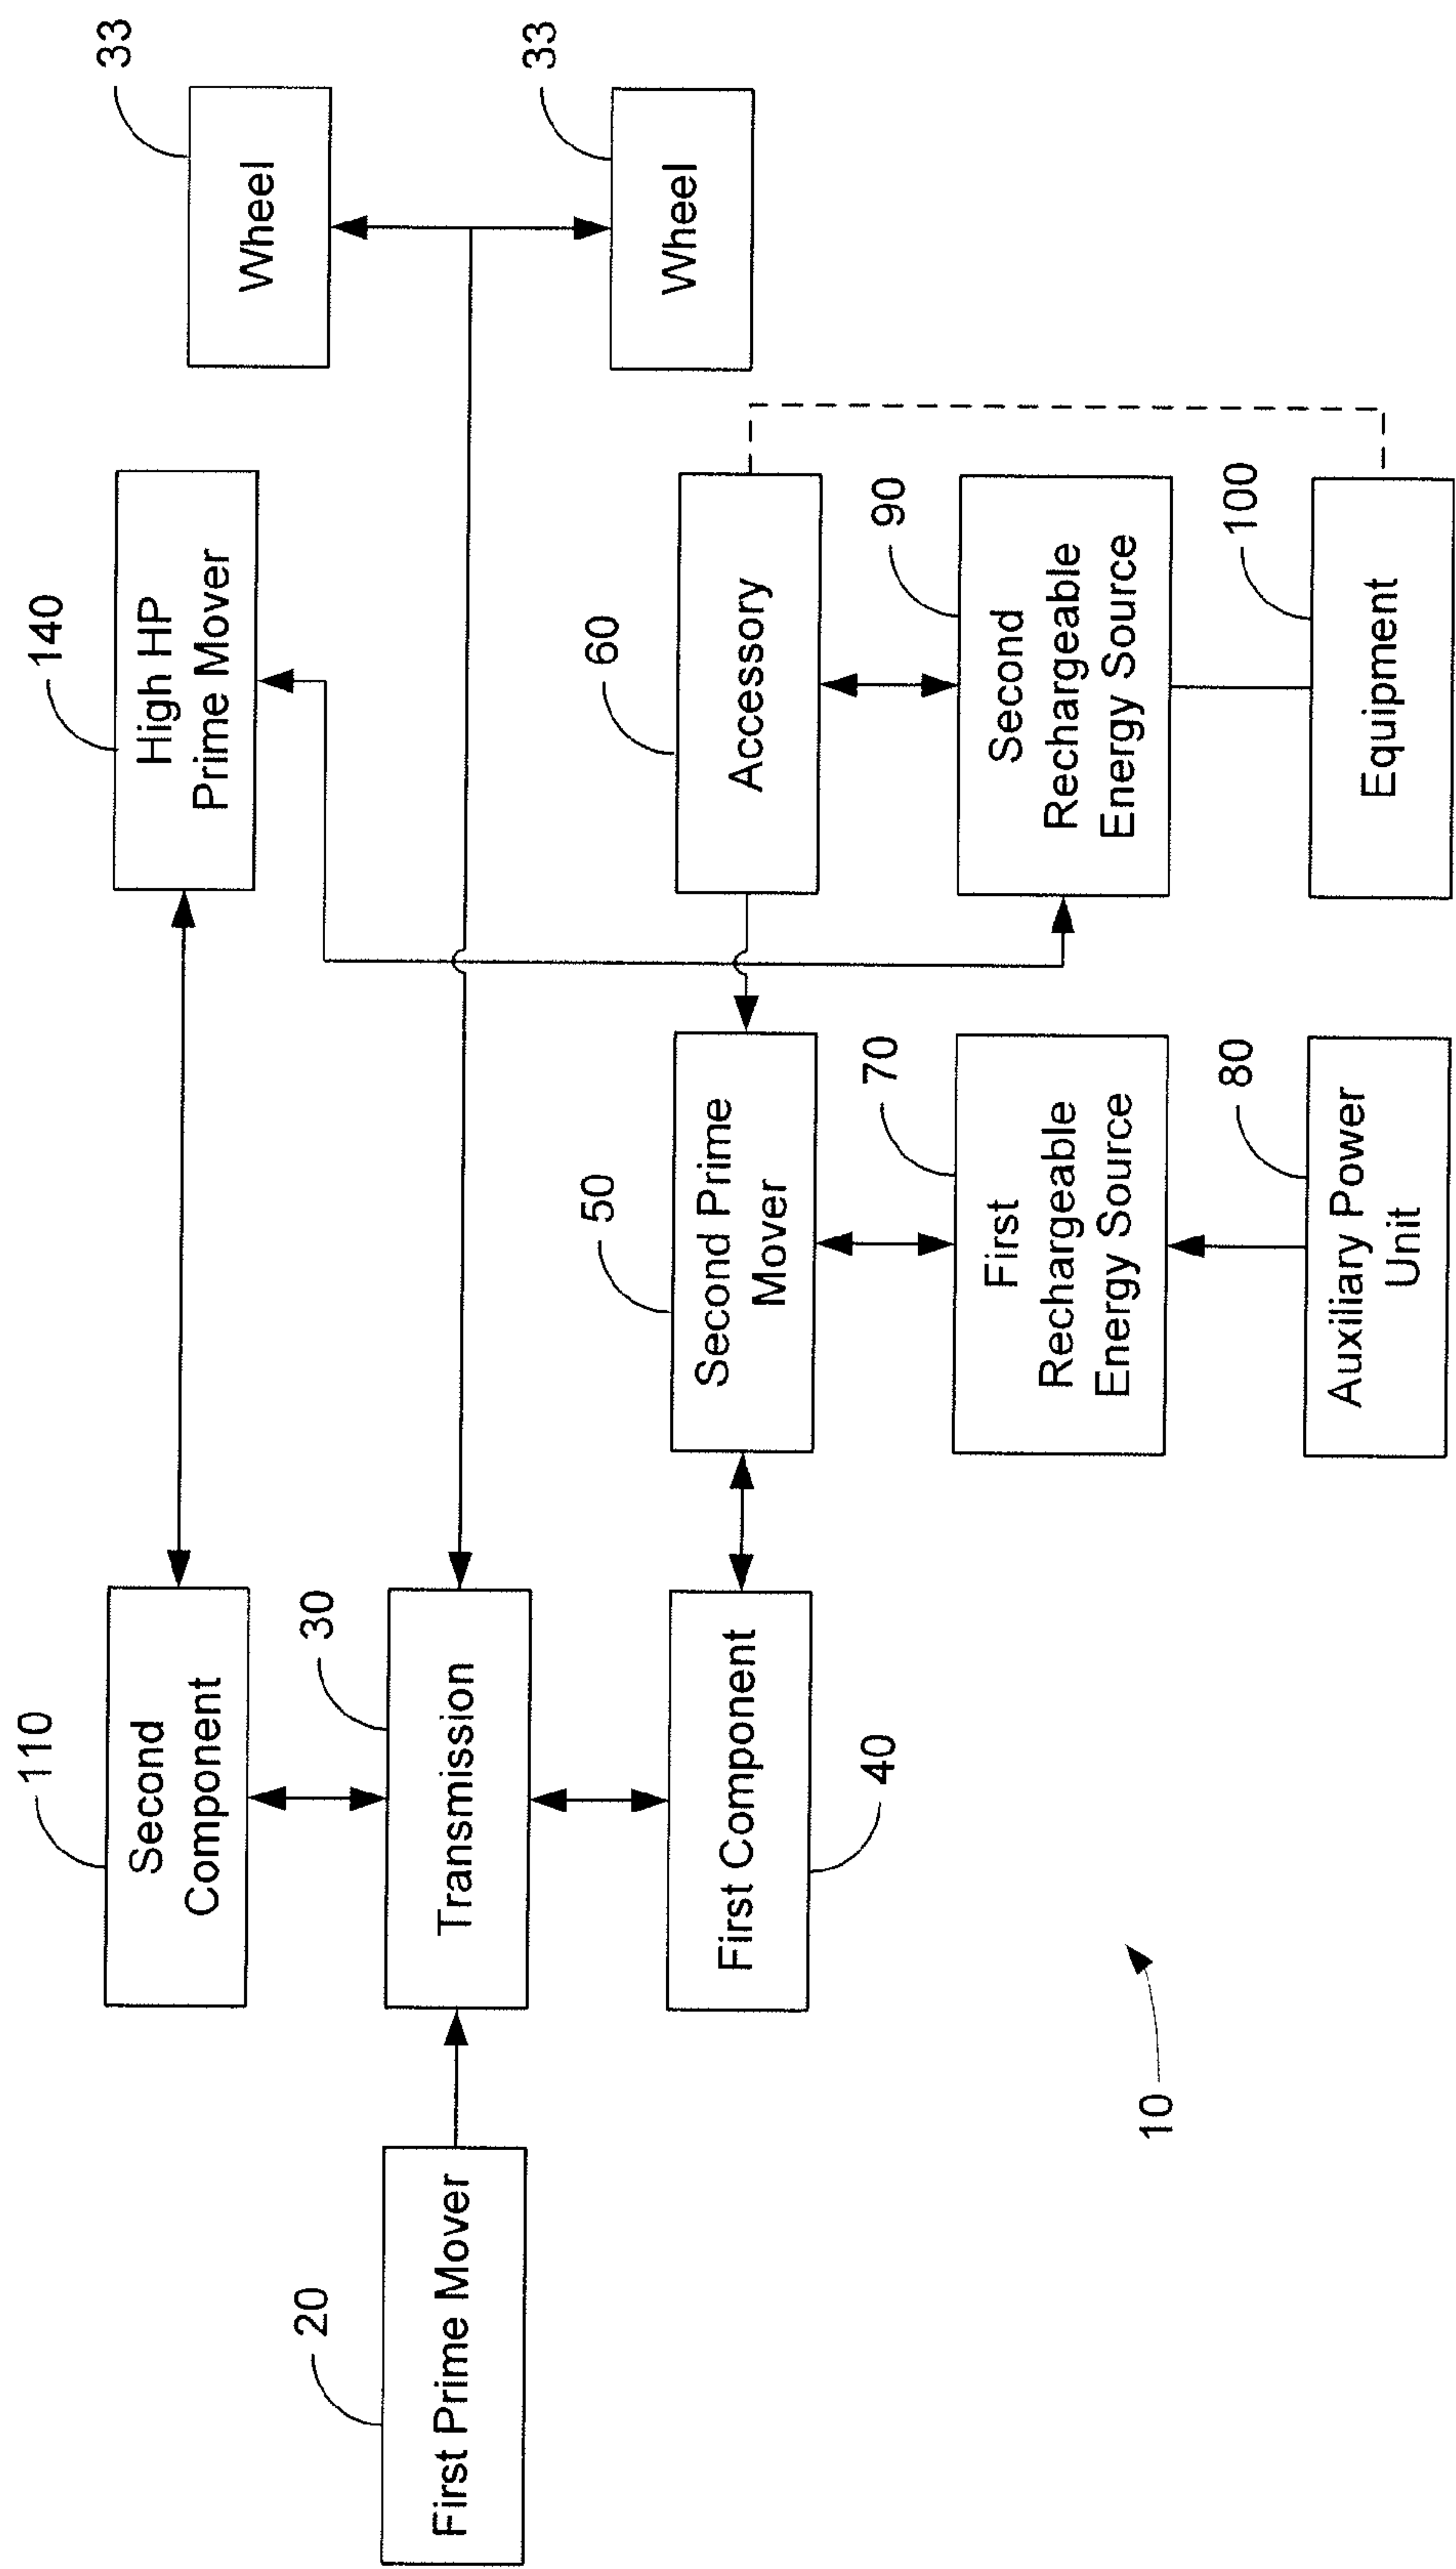 20
First Prime Mover
110
Second
Component
30
Transmission
First Component
40
140
High HP
Prime Mover
50
Second Prime
Mover
60
Accessory
70
First
Rechargeable
Energy Source
90
Second
Rechargeable
Energy Source
80
Auxiliary Power
Unit
100
Equipment
33
Wheel
33
Wheel
10